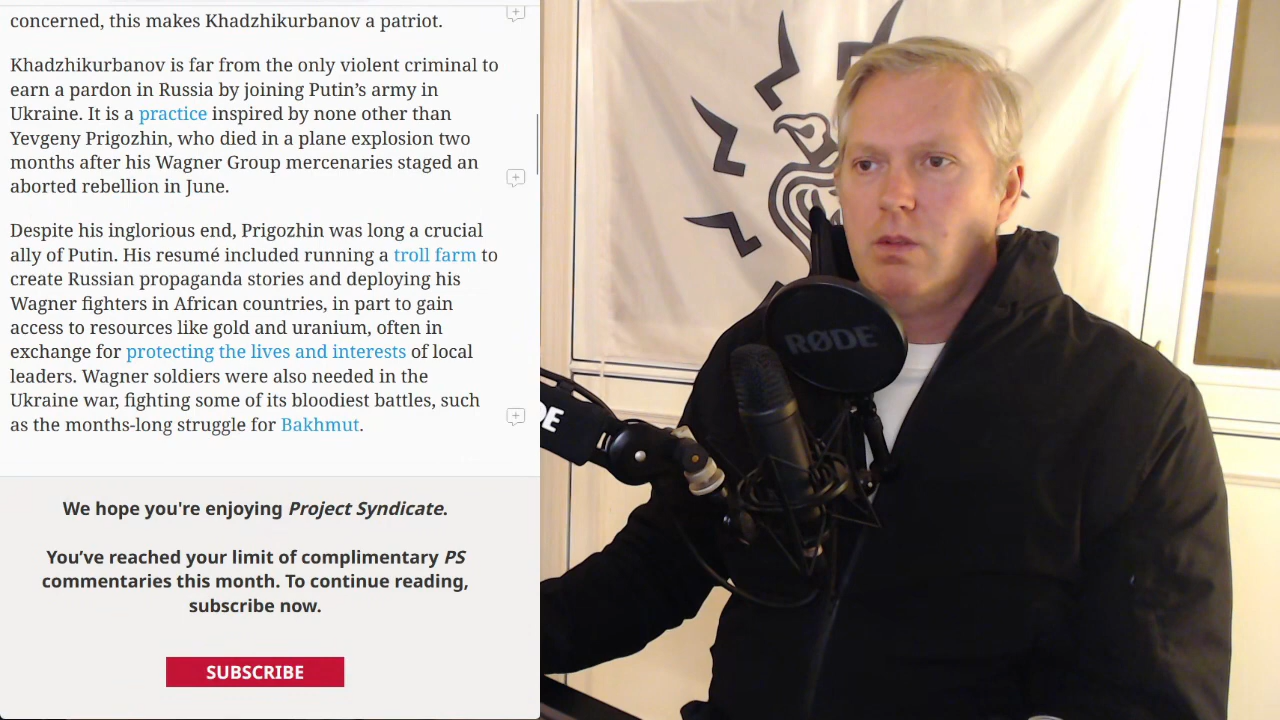 concerned, this makes Khadzhikurbanov a patriot.
Khadzhikurbanov is far from the only violent criminal to
earn a pardon in Russia by joining Putin’s army in
Ukraine. It is a practice inspired by none other than
Yevgeny Prigozhin, who died in a plane explosion two
months after his Wagner Group mercenaries staged an
aborted rebellion in June.
Despite his inglorious end, Prigozhin was long a crucial
ally of Putin. His resumé included running a troll farm to
create Russian propaganda stories and deploying his
Wagner fighters in African countries, in part to gain
access to resources like gold and uranium, often in
exchange for protecting the lives and interests of local
leaders. Wagner soldiers were also needed in the
Ukraine war, fighting some of its bloodiest battles, such
as the months-long struggle for Bakhmut.
We hope you're enjoying Project Syndicate.
You’ve reached your limit of complimentary PS
commentaries this month. To continue reading,
subscribe now.
SUBSCRIBE
RØDE
DE